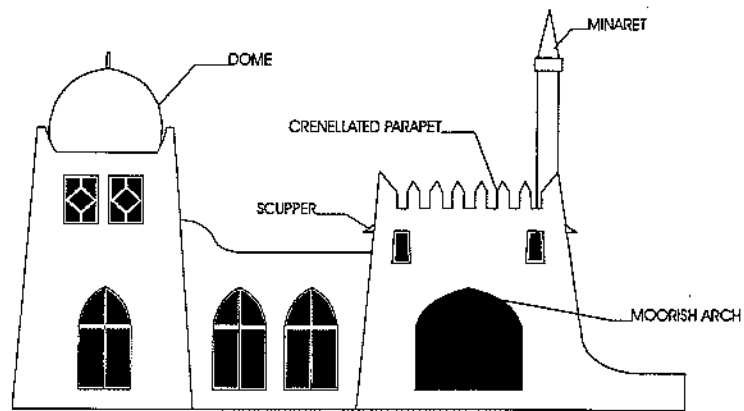 MINARET
DOME
CRENELLATED PARAPET
SCUPPER
MOORISH ARCH